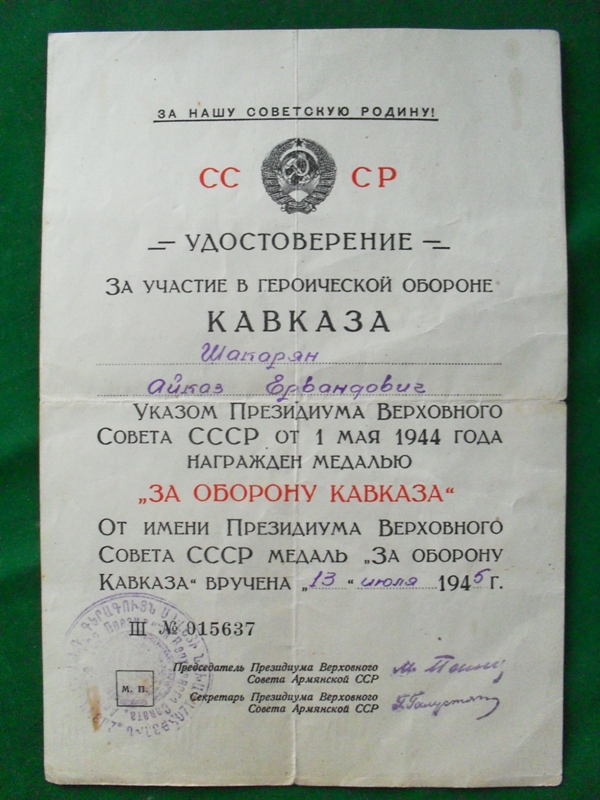 ЗА НАШУ СОВЕТСКУЮ РОДИНУ!
СС СР
УДОСТОВЕРЕНИЕ
ЗА УЧАСТИЕ В ГЕРОИЧЕСКОЙ ОБОРОНЕ
КАВКАЗА
Шакарян
Айказ Ервандович
УКАЗОМ ПРЕЗИДИУМА ВЕРХОВНОГО
СОВЕТА СССР ОТ 1 МАЯ 1944 ГОДА
НАГРАЖДЕН МЕДАЛЬЮ
„ЗА ОБОРОНУ КАВКАЗА“
ОТ ИМЕНИ ПРЕЗИДИУМА ВЕРХОВНОГО
СОВЕТА СССР МЕДАЛЬ „ЗА ОБОРОНУ
КАВКАЗА“ ВРУЧЕНА „13“ июля 1945 г.
Ш № 015637
Председатель Президиума Верховного
Совета Армянской ССР
М. П.
Секретарь Президиума Верховного
Совета Армянской ССР